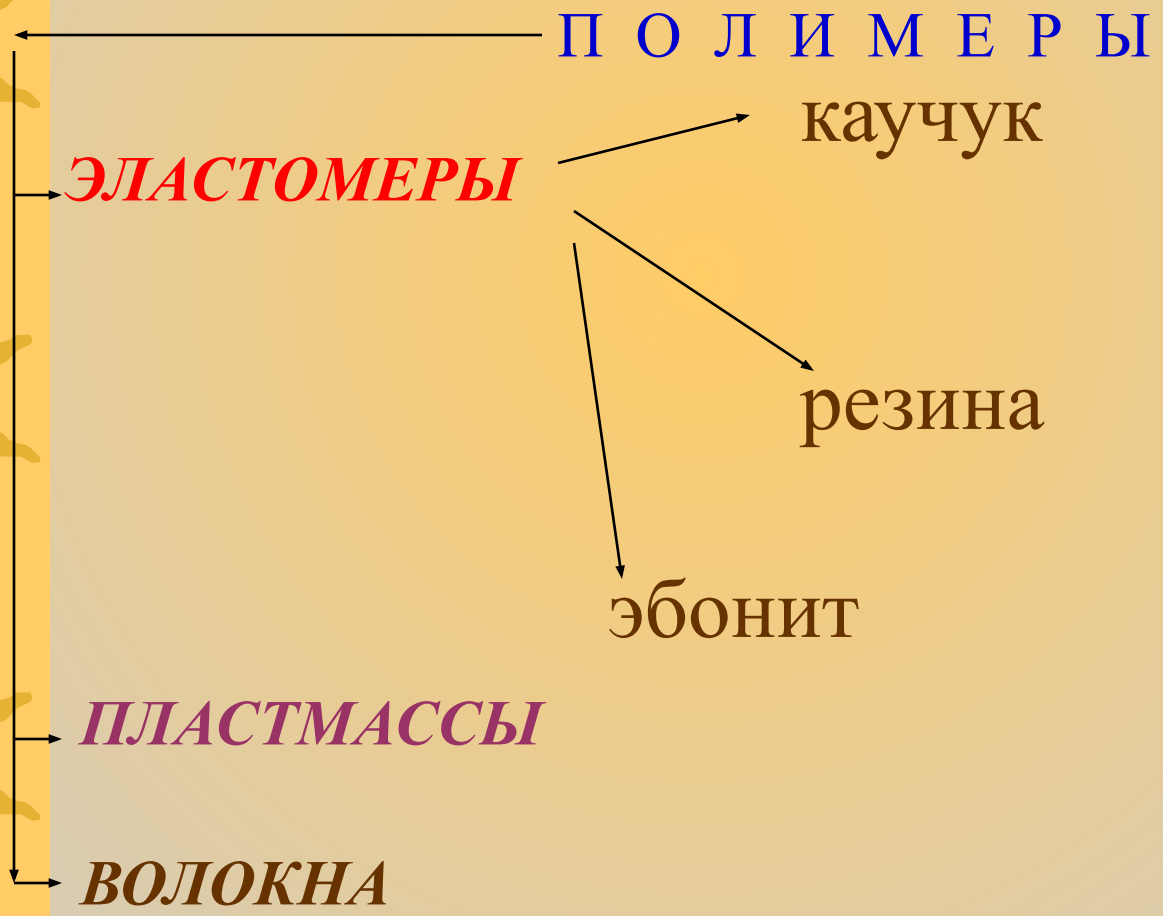 П О Л И М Е Р Ы
каучук
ЭЛАСТОМЕРЫ
резина
эбонит
ПЛАСТМАССЫ
ВОЛОКНА